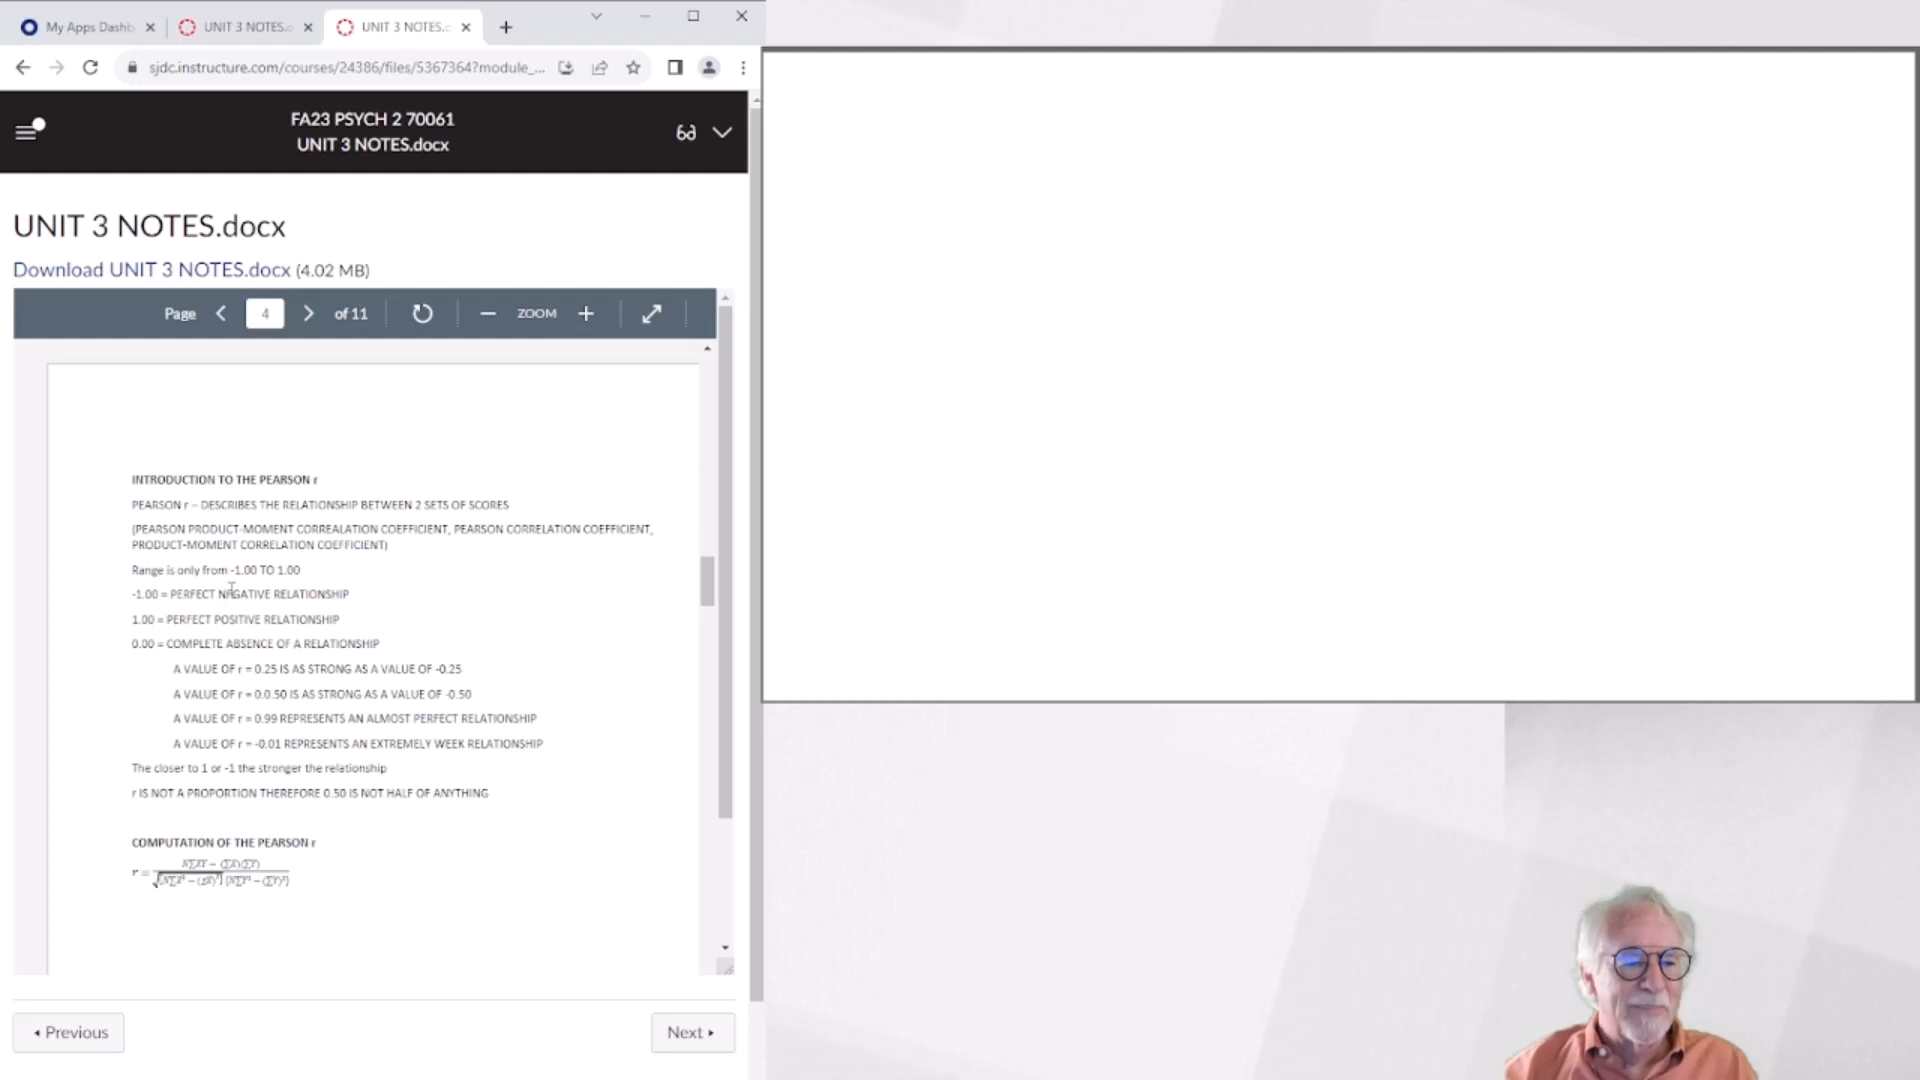 My Apps Dashb
UNIT 3 NOTES.
UNIT 3 NOTES.
sjdc.instructure.com/courses/24386/files/5367364?module_...
FA23 PSYCH 2 70061
UNIT 3 NOTES.docx
UNIT 3 NOTES.docx
Download UNIT 3 NOTES.docx (4.02 MB)
Page 4 of 11 ZOOM
INTRODUCTION TO THE PEARSON r
PEARSON r – DESCRIBES THE RELATIONSHIP BETWEEN 2 SETS OF SCORES
(PEARSON PRODUCT-MOMENT CORREALATION COEFFICIENT, PEARSON CORRELATION COEFFICIENT,
PRODUCT-MOMENT CORRELATION COEFFICIENT)
Range is only from -1.00 TO 1.00
-1.00 = PERFECT NEGATIVE RELATIONSHIP
1.00 = PERFECT POSITIVE RELATIONSHIP
0.00 = COMPLETE ABSENCE OF A RELATIONSHIP
A VALUE OF r = 0.25 IS AS STRONG AS A VALUE OF -0.25
A VALUE OF r = 0.0.50 IS AS STRONG AS A VALUE OF -0.50
A VALUE OF r = 0.99 REPRESENTS AN ALMOST PERFECT RELATIONSHIP
A VALUE OF r = -0.01 REPRESENTS AN EXTREMELY WEEK RELATIONSHIP
The closer to 1 or -1 the stronger the relationship
r IS NOT A PROPORTION THEREFORE 0.50 IS NOT HALF OF ANYTHING
COMPUTATION OF THE PEARSON r
N∑XY − (∑X)(∑Y)
r =
√[N∑X² − (∑X)²] [N∑Y² − (∑Y)²]
Previous
Next